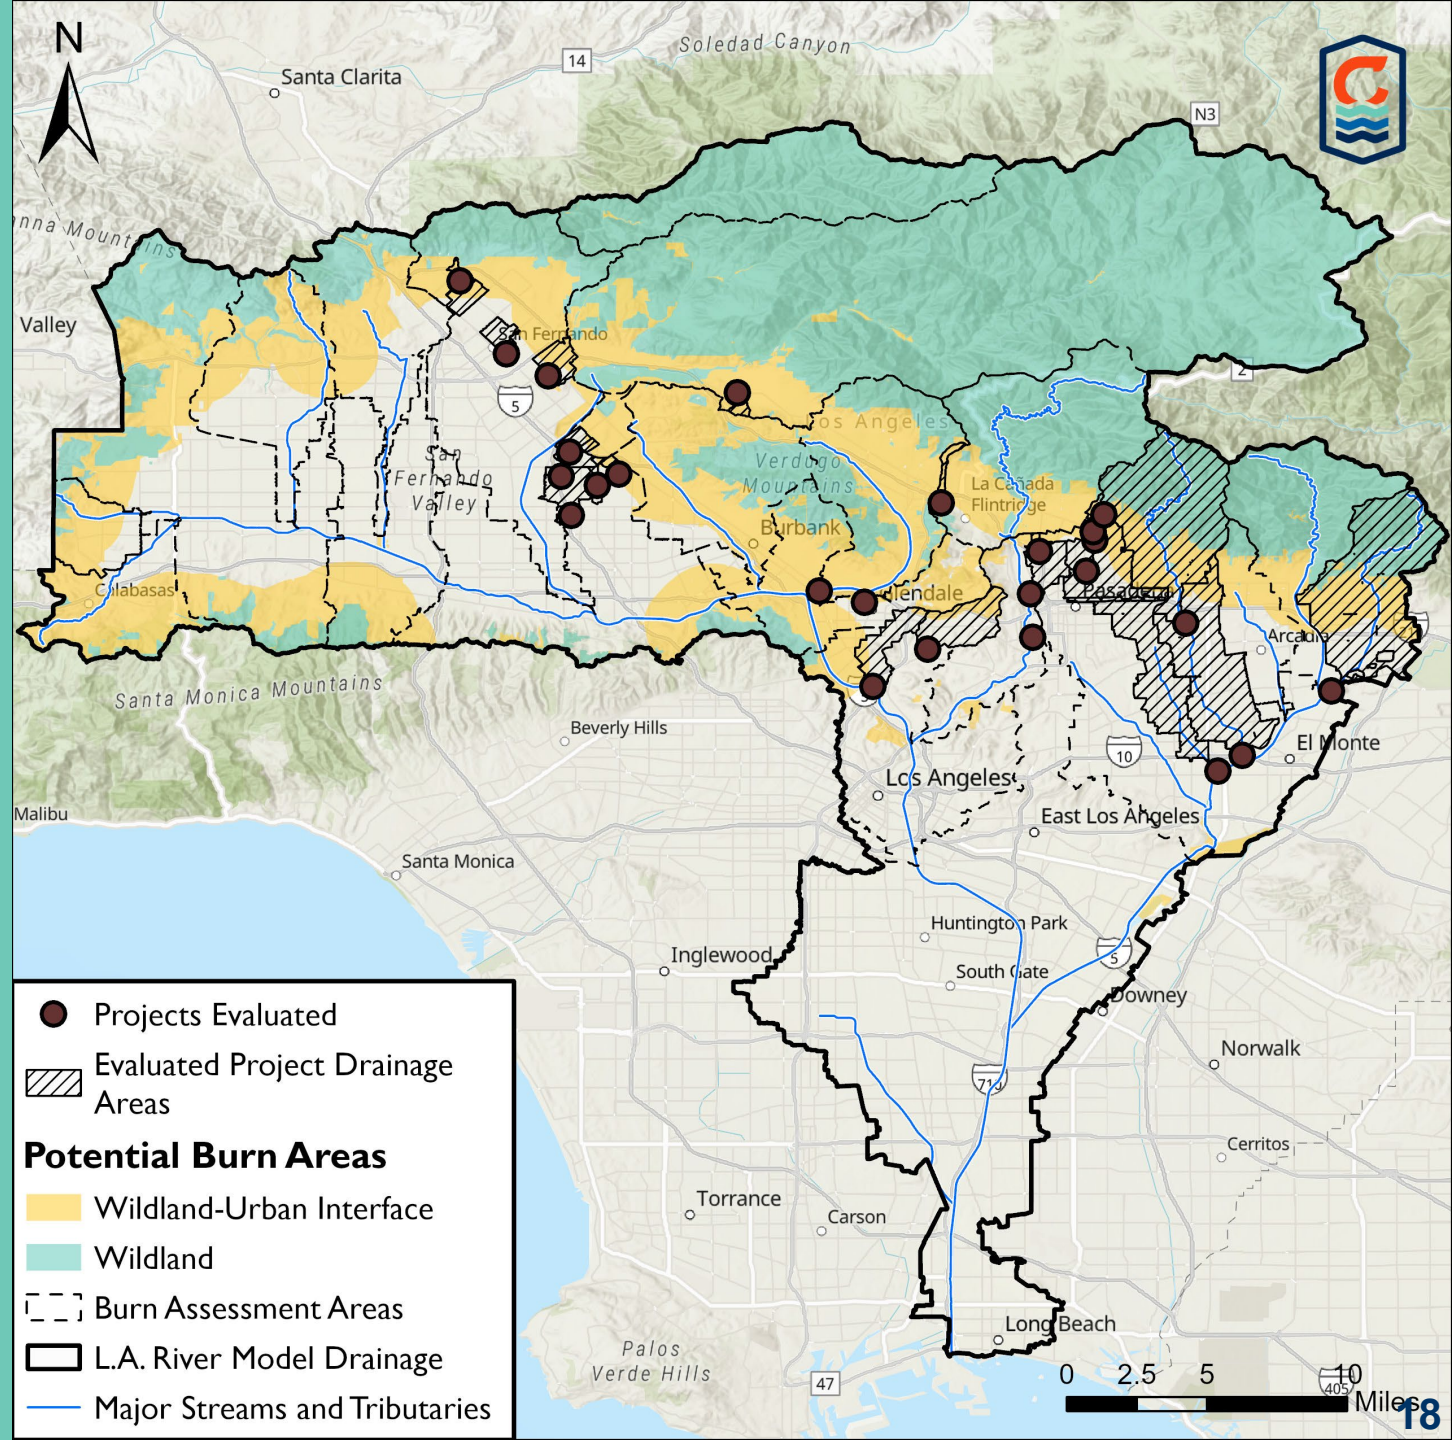 N
Soledad Canyon
14
Santa Clarita
N3
anna Mountains
Valley
San Fernando
2
5
Los Angeles
San
Fernando
Valley
Verdugo
Mountains
La Cañada
Flintridge
Burbank
Calabasas
Glendale
Pasadena
Arcadia
Santa Monica Mountains
Beverly Hills
10
El Monte
Los Angeles
East Los Angeles
Malibu
Santa Monica
Huntington Park
Inglewood
5
South Gate
Downey
Norwalk
710
Cerritos
Torrance
Carson
Long Beach
Palos
Verde Hills
47
405
Projects Evaluated
Evaluated Project Drainage
Areas
Potential Burn Areas
Wildland-Urban Interface
Wildland
Burn Assessment Areas
L.A. River Model Drainage
Major Streams and Tributaries
0 2.5 5 10
Miles
18